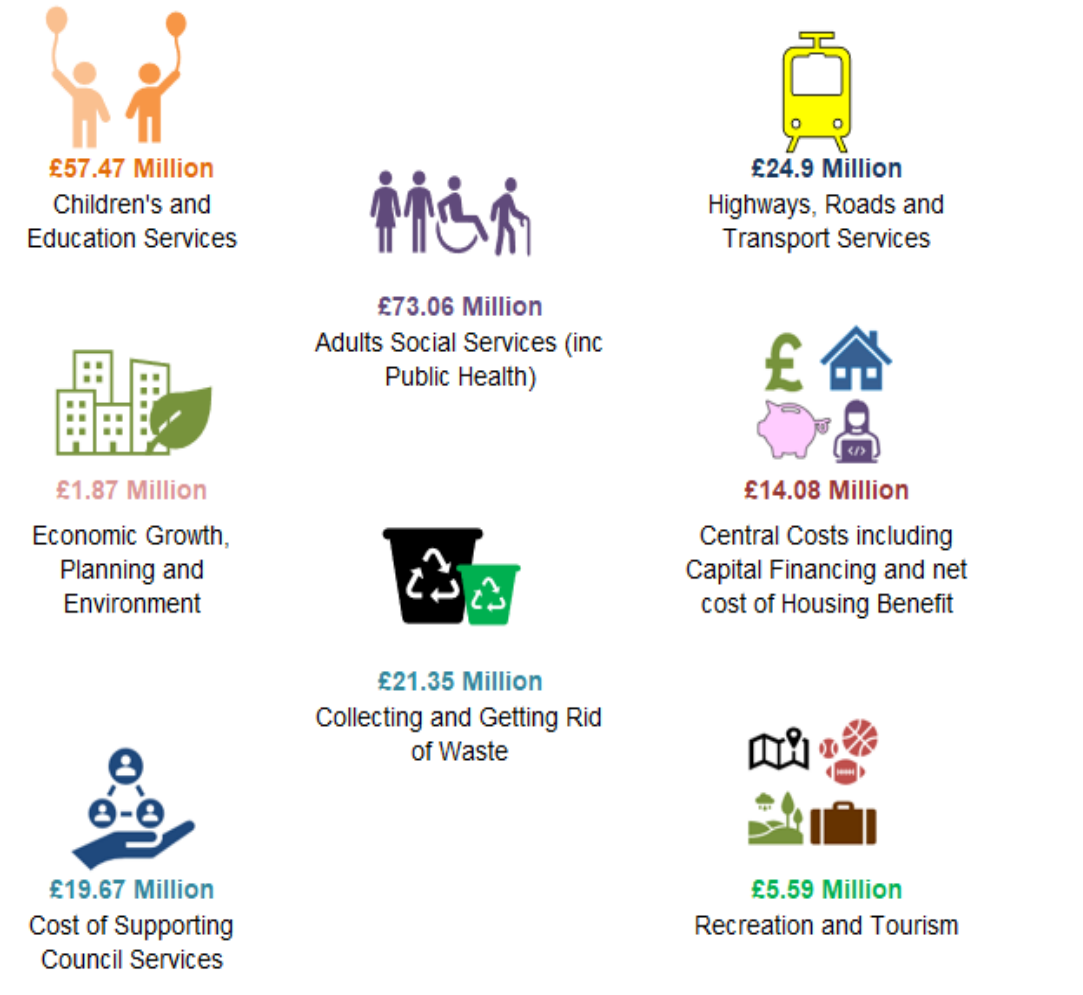 £57.47 Million
Children's and
Education Services
£24.9 Million
Highways, Roads and
Transport Services
£73.06 Million
Adults Social Services (inc
Public Health)
£1.87 Million
Economic Growth,
Planning and
Environment
</>
£14.08 Million
Central Costs including
Capital Financing and net
cost of Housing Benefit
£21.35 Million
Collecting and Getting Rid
of Waste
£19.67 Million
Cost of Supporting
Council Services
£5.59 Million
Recreation and Tourism